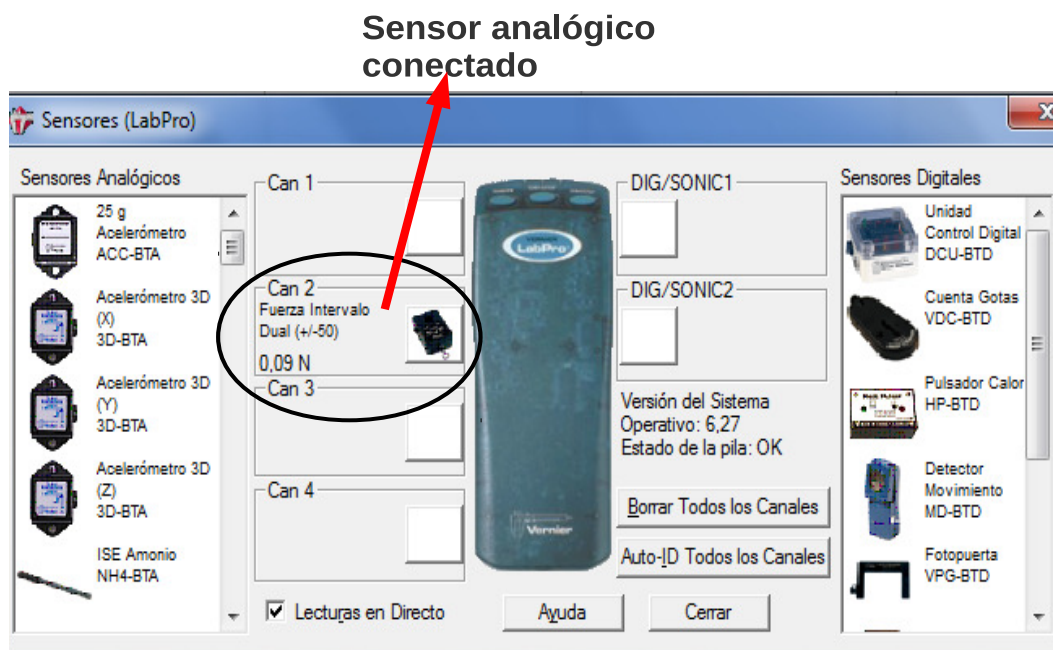 Sensor analógico
conectado
Sensores (LabPro)
Sensores Analógicos
25 g
Acelerómetro
ACC-BTA
Acelerómetro 3D
(X)
3D-BTA
Acelerómetro 3D
(Y)
3D-BTA
Acelerómetro 3D
(Z)
3D-BTA
ISE Amonio
NH4-BTA
Can 1
Can 2
Fuerza Intervalo
Dual (+/-50)
0,09 N
Can 3
Can 4
LabPro
Vernier
DIG/SONIC1
DIG/SONIC2
Versión del Sistema
Operativo: 6,27
Estado de la pila: OK
Borrar Todos los Canales
Auto-ID Todos los Canales
Lecturas en Directo
Ayuda
Cerrar
Sensores Digitales
Unidad
Control Digital
DCU-BTD
Cuenta Gotas
VDC-BTD
Pulsador Calor
HP-BTD
Detector
Movimiento
MD-BTD
Fotopuerta
VPG-BTD